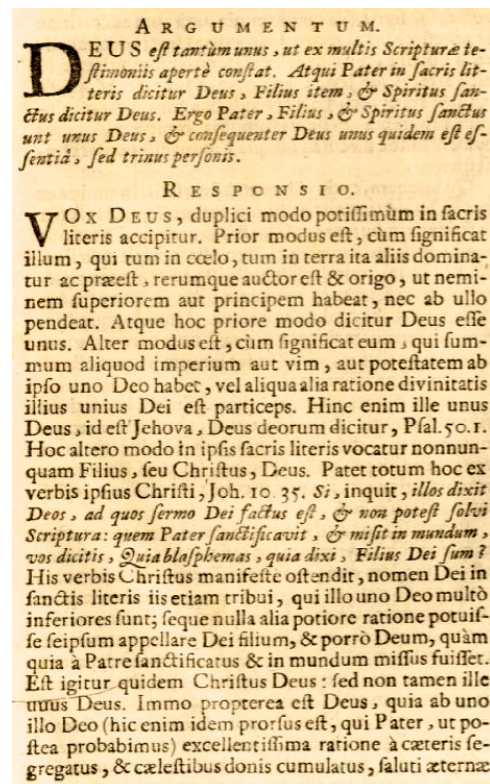 ARGUMENTUM.
DEUS eſt tantùm unus, ut ex multis Scripturæ te-
ſtimoniis apertè conſtat. Atqui Pater in ſacris lit-
teris dicitur Deus, Filius item, & Spiritus ſan-
ctus dicitur Deus. Ergo Pater, Filius, & Spiritus ſanctus
unt unus Deus, & conſequenter Deus unus quidem eſt eſ-
ſentiâ, ſed trinus perſonis.
RESPONSIO.
VOx DEUS, duplici modo potiſſimùm in ſacris
literis accipitur. Prior modus eſt, cùm ſignificat
illum, qui tum in cœlo, tum in terra ita aliis domina-
tur ac præeſt, rerumque auctor eſt & origo, ut nemi-
nem ſuperiorem aut principem habeat, nec ab ullo
pendeat. Atque hoc priore modo dicitur Deus eſſe
unus. Alter modus eſt, cùm ſignificat eum, qui ſum-
mum aliquod imperium aut vim, aut poteſtatem ab
ipſo uno Deo habet, vel aliqua alia ratione divinitatis
illius unius Dei eſt particeps. Hinc enim ille unus
Deus, id eſt Jehova, Deus deorum dicitur, Pſal. 50. 1.
Hoc altero modo in ipſis ſacris literis vocatur nonnun-
quam Filius, ſeu Chriſtus, Deus. Patet totum hoc ex
verbis ipſius Chriſti, Joh. 10 35. Si, inquit, illos dixit
Deos, ad quos ſermo Dei factus eſt, & non poteſt ſolvi
Scriptura: quem Pater ſanctificavit, & miſit in mundum,
vos dicitis, Quia blaſphemas, quia dixi, Filius Dei ſum?
His verbis Chriſtus manifeſte oſtendit, nomen Dei in
ſanctis literis iis etiam tribui, qui illo uno Deo multò
inferiores ſunt; ſeque nulla alia potiore ratione potuiſ-
ſe ſeipſum appellare Dei filium, & porrò Deum, quàm
quia à Patre ſanctificatus & in mundum miſſus fuiſſet.
Eſt igitur quidem Chriſtus Deus: ſed non tamen ille
unus Deus. Immo propterea eſt Deus, quia ab uno
illo Deo (hic enim idem prorſus eſt, qui Pater, ut po-
ſtea probabimus) excellentiſſima ratione à cæteris ſe-
gregatus, & cæleſtibus donis cumulatus, ſaluti æternæ